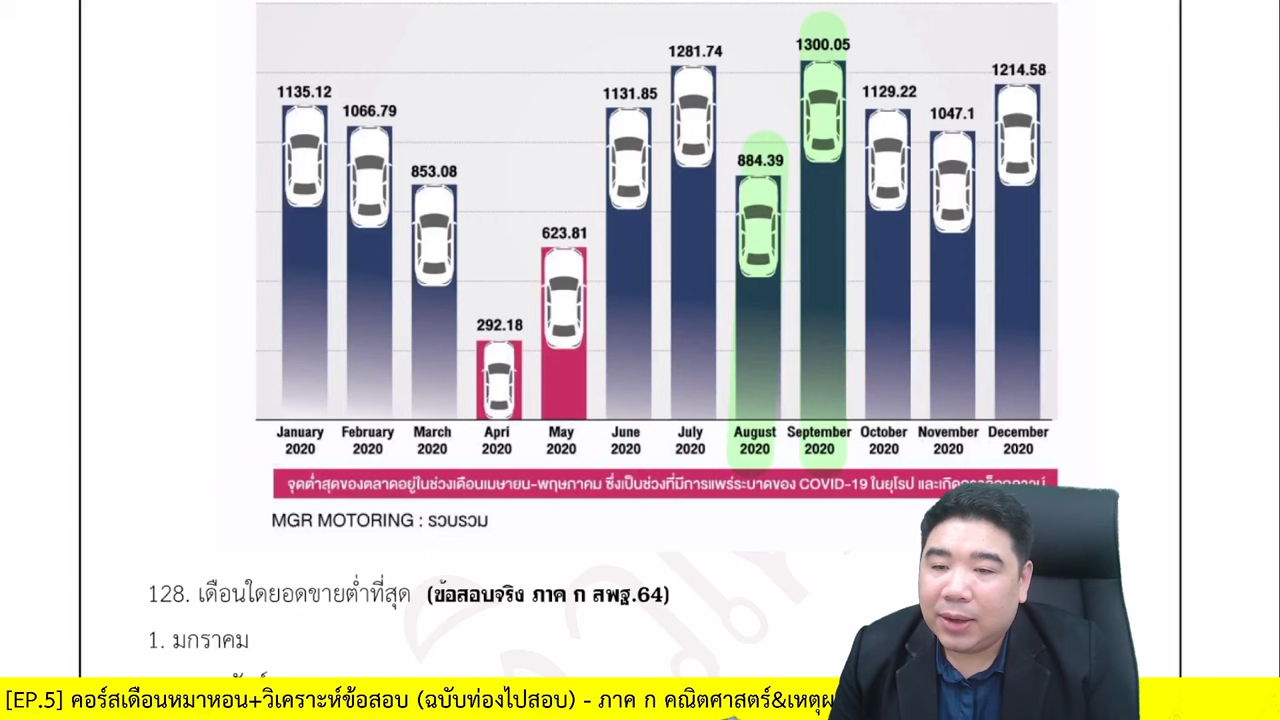 1135.12 1066.79 853.08 292.18 623.81 1131.85 1281.74 884.39 1300.05 1129.22 1047.1 1214.58
January February March Apri May June July August September October November December
2020 2020 2020 2020 2020 2020 2020 2020 2020 2020 2020 2020
จุดต่ำสุดของตลาดอยู่ในช่วงเดือนเมษายน-พฤษภาคม ซึ่งเป็นช่วงที่มีการแพร่ระบาดของ COVID-19 ในยุโรป
MGR MOTORING : รวบรวม
128. เดือนใดยอดขายต่ำที่สุด (ข้อสอบจริง ภาค ก สพฐ.64)
1. มกราคม
[EP.5] คอร์สเดือนหมาหอน+วิเคราะห์ข้อสอบ (ฉบับท่องไปสอบ) - ภาค ก คณิตศาสตร์&เหตุผ